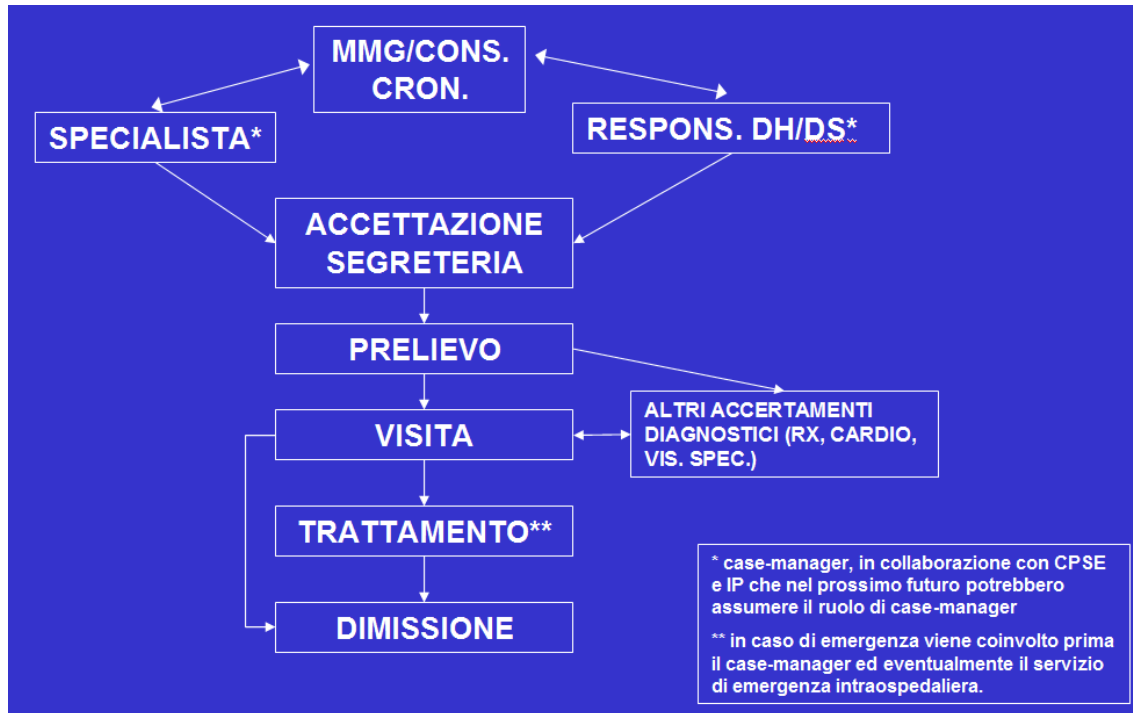 MMG/CONS.
CRON.
SPECIALISTA*
RESPONS. DH/DS*
ACCETTAZIONE
SEGRETERIA
PRELIEVO
VISITA
ALTRI ACCERTAMENTI
DIAGNOSTICI (RX, CARDIO,
VIS. SPEC.)
TRATTAMENTO**
DIMISSIONE
* case-manager, in collaborazione con CPSE
e IP che nel prossimo futuro potrebbero
assumere il ruolo di case-manager
** in caso di emergenza viene coinvolto prima
il case-manager ed eventualmente il servizio
di emergenza intraospedaliera.